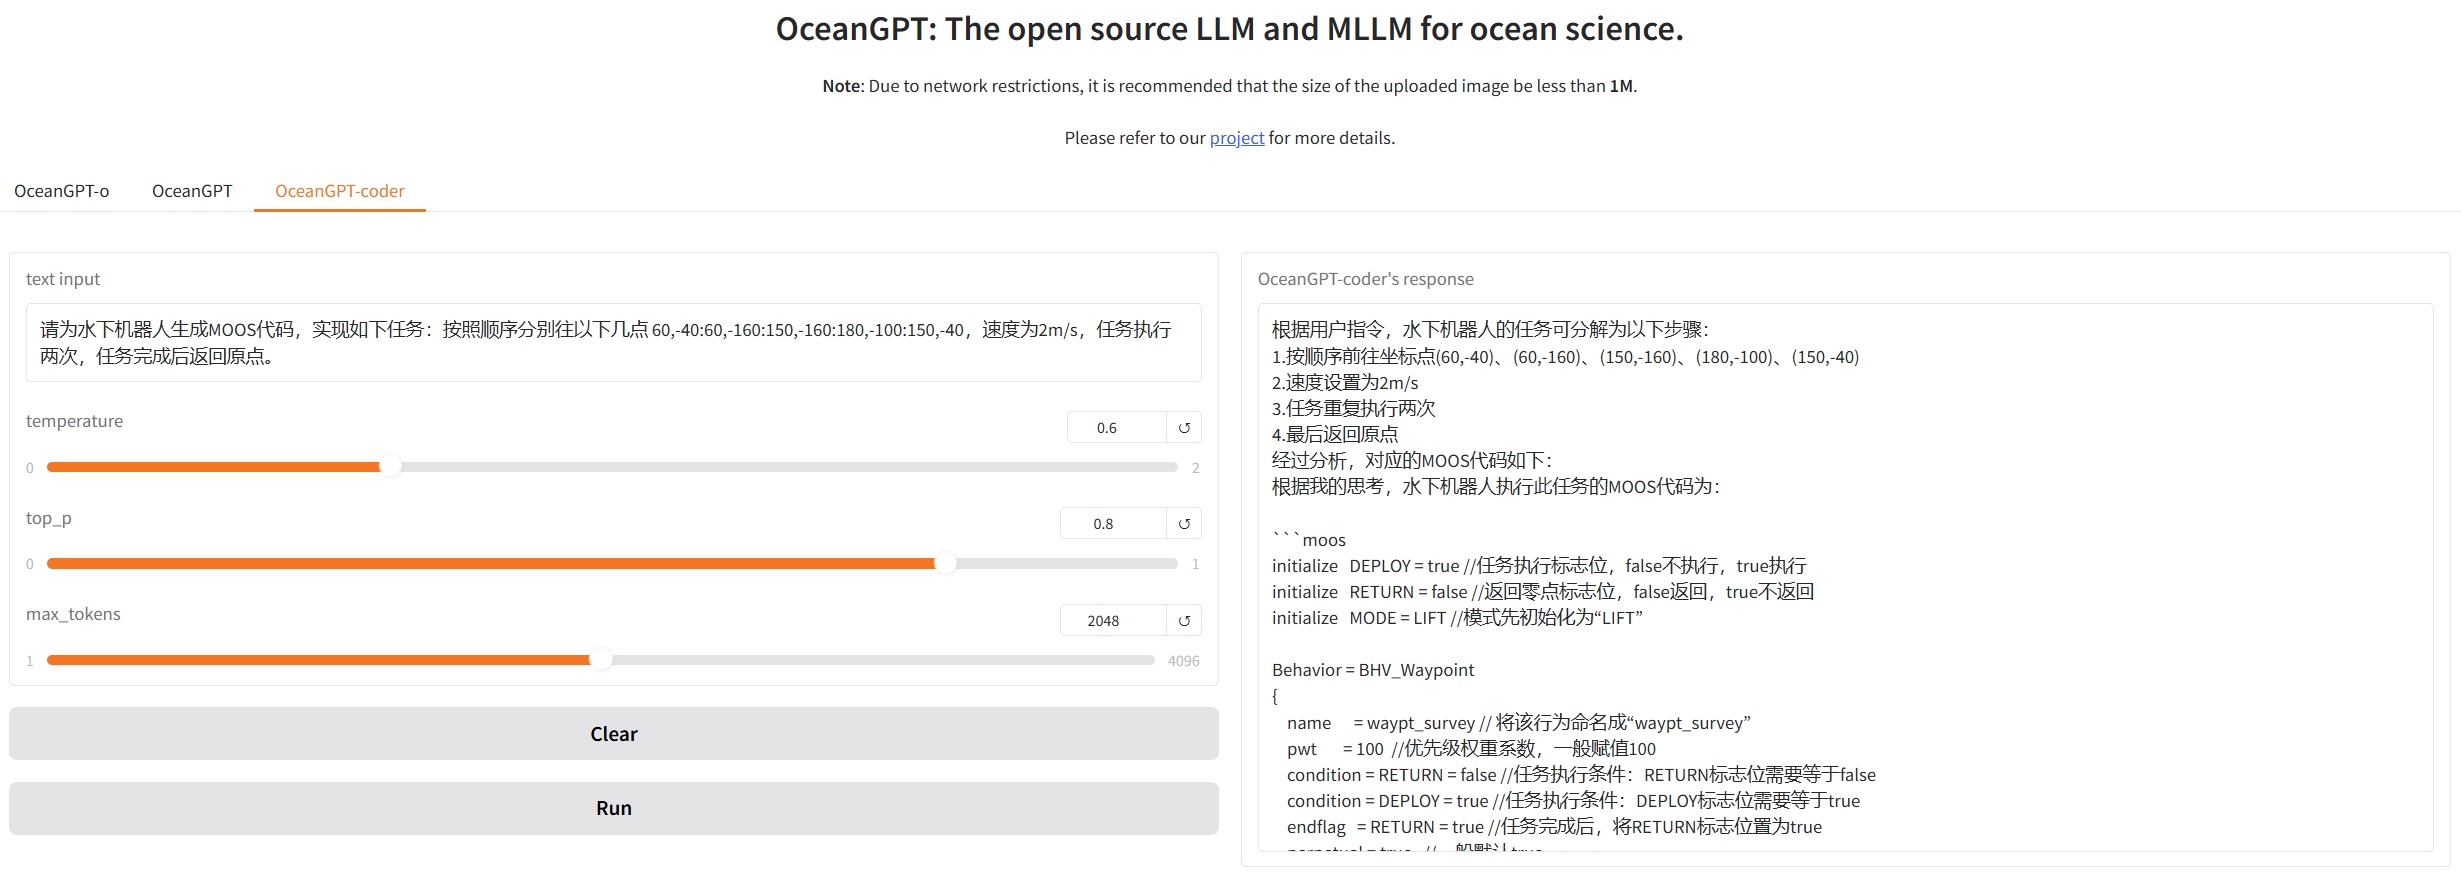 OceanGPT: The open source LLM and MLLM for ocean science.
Note: Due to network restrictions, it is recommended that the size of the uploaded image be less than 1M.
Please refer to our project for more details.
OceanGPT-o OceanGPT OceanGPT-coder
text input
请为水下机器人生成MOOS代码，实现如下任务：按照顺序分别往以下几点 60,-40:60,-160:150,-160:180,-100:150,-40，速度为2m/s，任务执行
两次，任务完成后返回原点。
temperature
0.6 ↺
0 2
top_p
0.8 ↺
0 1
max_tokens
2048 ↺
1 4096
Clear
Run
OceanGPT-coder's response
根据用户指令，水下机器人的任务可分解为以下步骤：
1.按顺序前往坐标点(60,-40)、(60,-160)、(150,-160)、(180,-100)、(150,-40)
2.速度设置为2m/s
3.任务重复执行两次
4.最后返回原点
经过分析，对应的MOOS代码如下：
根据我的思考，水下机器人执行此任务的MOOS代码为：
```moos
initialize DEPLOY = true //任务执行标志位，false不执行，true执行
initialize RETURN = false //返回零点标志位，false返回，true不返回
initialize MODE = LIFT //模式先初始化为“LIFT”
Behavior = BHV_Waypoint
{
name = waypt_survey // 将该行为命名成“waypt_survey”
pwt = 100 //优先级权重系数，一般赋值100
condition = RETURN = false //任务执行条件：RETURN标志位需要等于false
condition = DEPLOY = true //任务执行条件：DEPLOY标志位需要等于true
endflag = RETURN = true //任务完成后，将RETURN标志位置为true
perpetual = true // 一般默认true